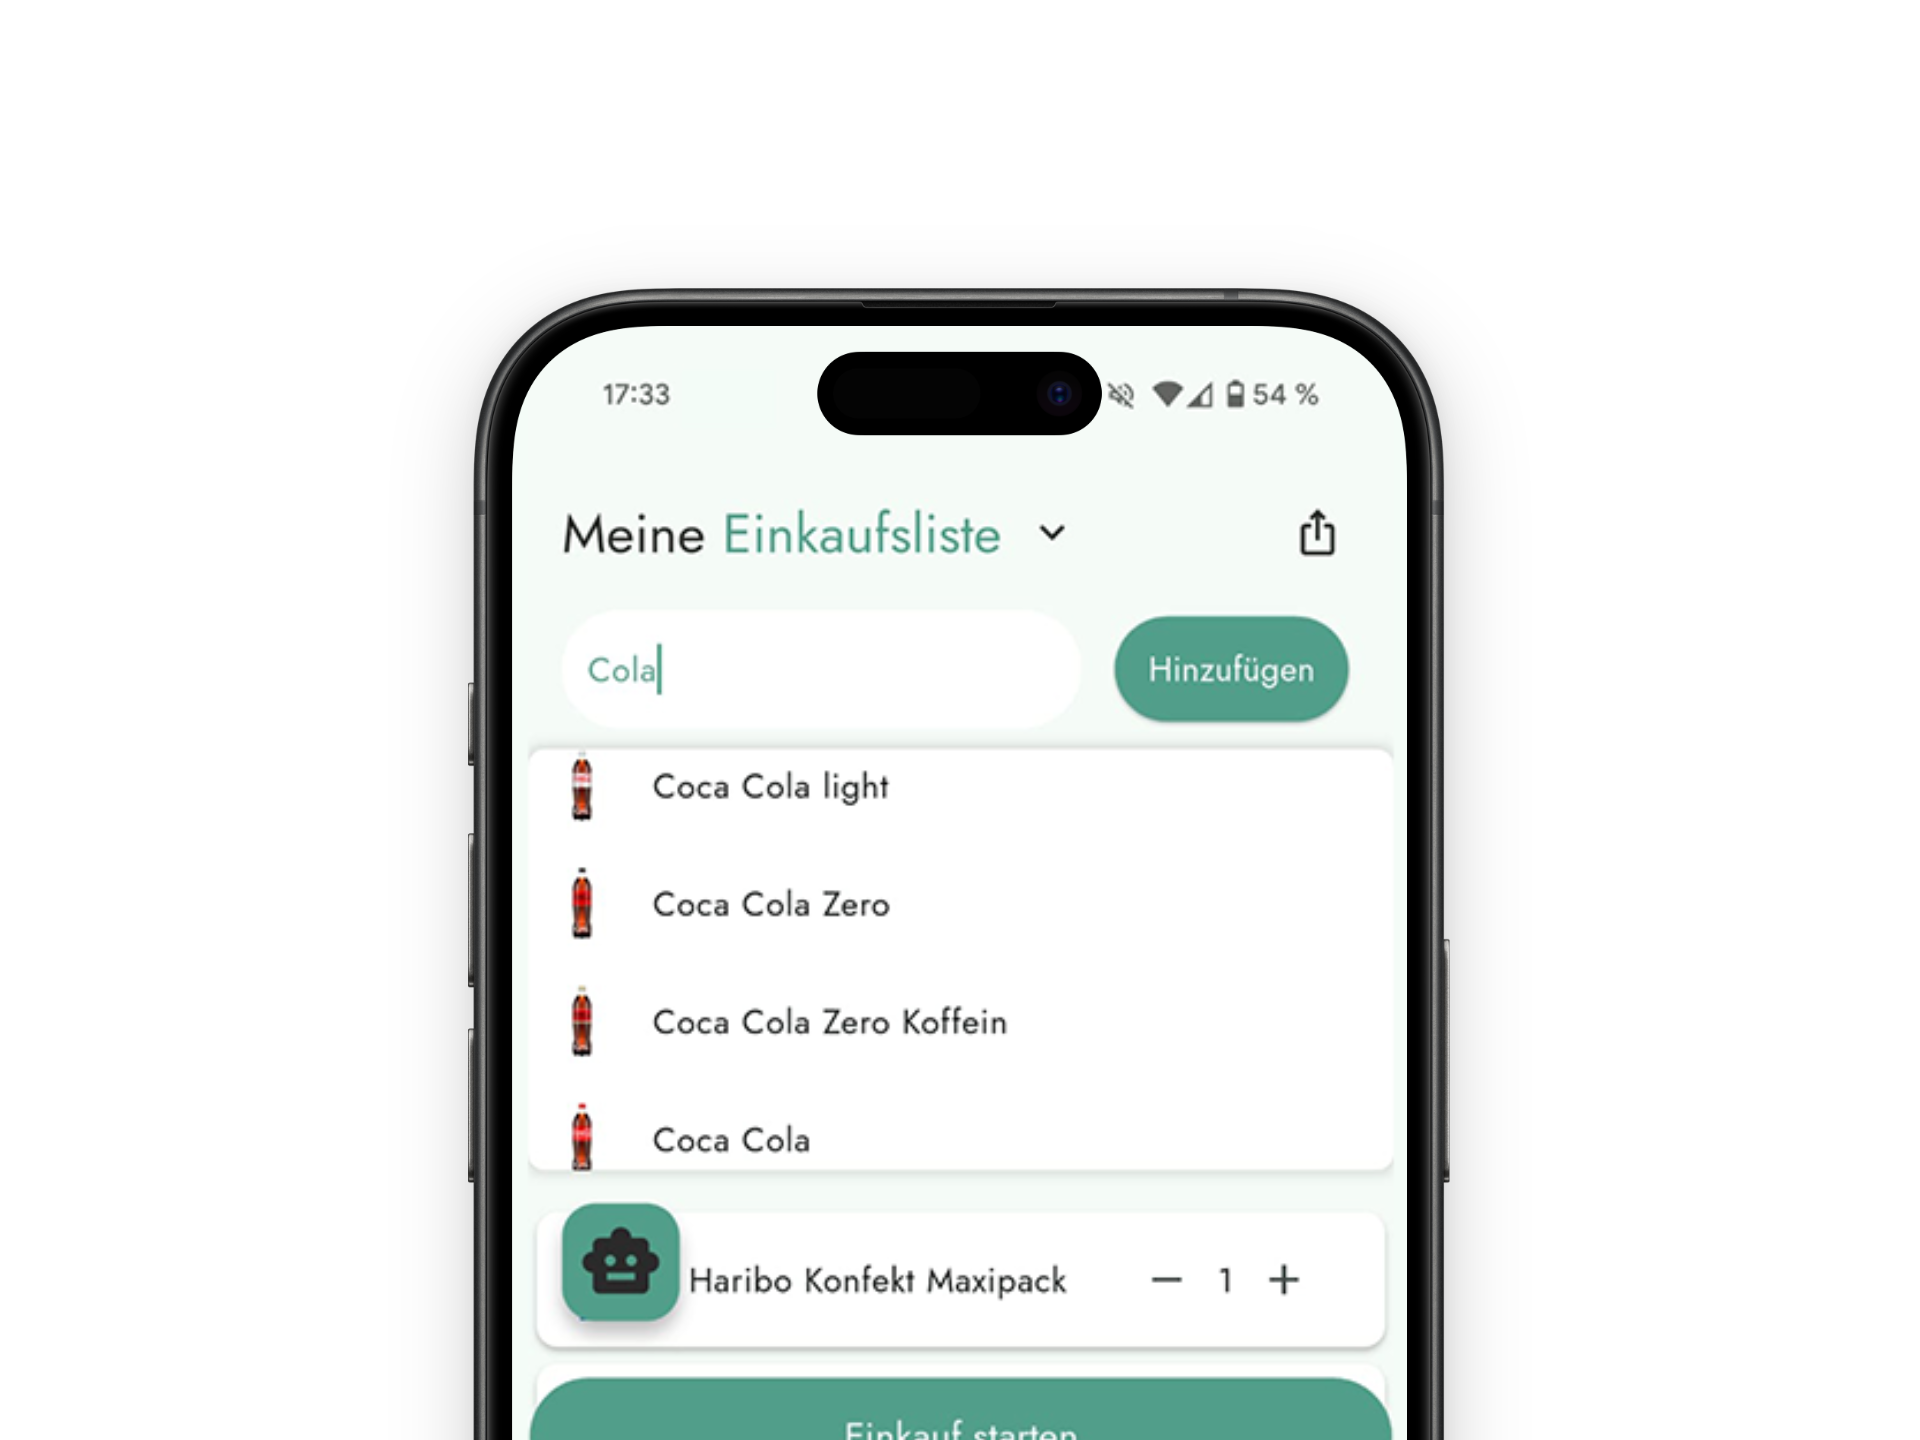 17:33
54 %
Meine Einkaufsliste
Cola
Hinzufügen
Coca Cola light
Coca Cola Zero
Coca Cola Zero Koffein
Coca Cola
Haribo Konfekt Maxipack
1
Einkauf starten